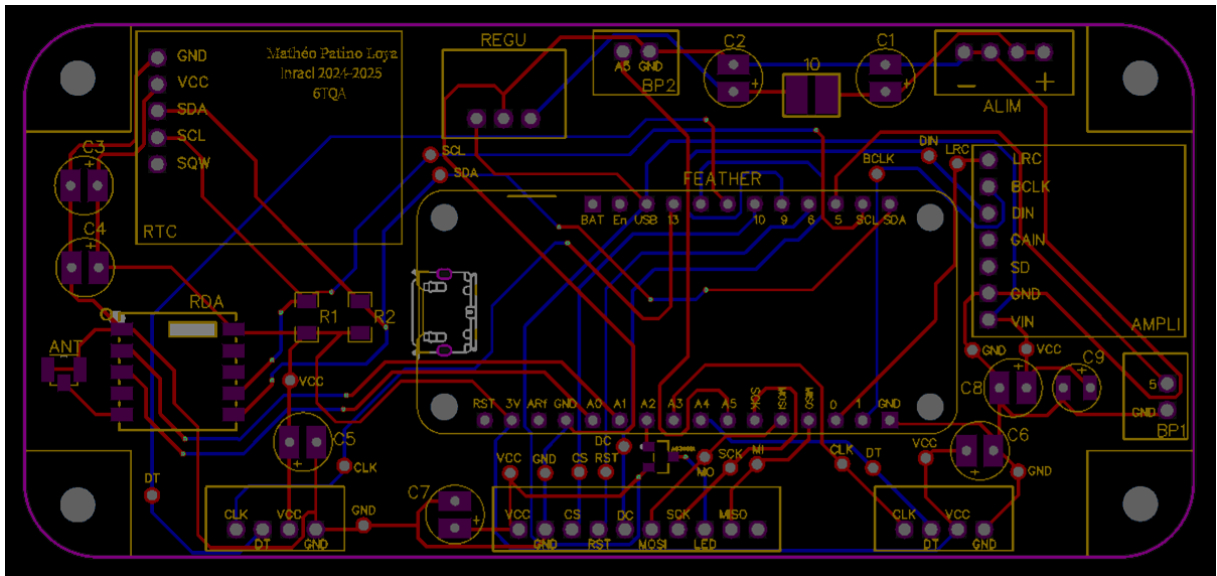 GND
VCC
SDA
SCL
SQW
RTC
Mathéo Patino Loya
Inraci 2024-2025
6TQA
REGU
A5 GND
BP2
C2
10
C1
- +
ALIM
C3
C4
SCL
SDA
BCLK
DIN
LRC
LRC
BCLK
DIN
GAIN
SD
GND
VIN
AMPLI
FEATHER
BAT En USB 13 10 9 6 5 SCL SDA
RDA
R1
R2
ANT
VCC
GND
VCC
C8
C9
5
GND
BP1
RST 3V ARf GND A0 A1 A2 A3 A4 A5 SCK MOSI MISO 0 1 GND
C5
CLK
DT
GND
C7
VCC
GND
CS
RST
DC
MO
SCK
MI
CLK
DT
VCC
C6
GND
CLK
DT
VCC
GND
VCC
GND
CS
RST
DC
MOSI
SCK
LED
MISO
CLK
DT
VCC
GND